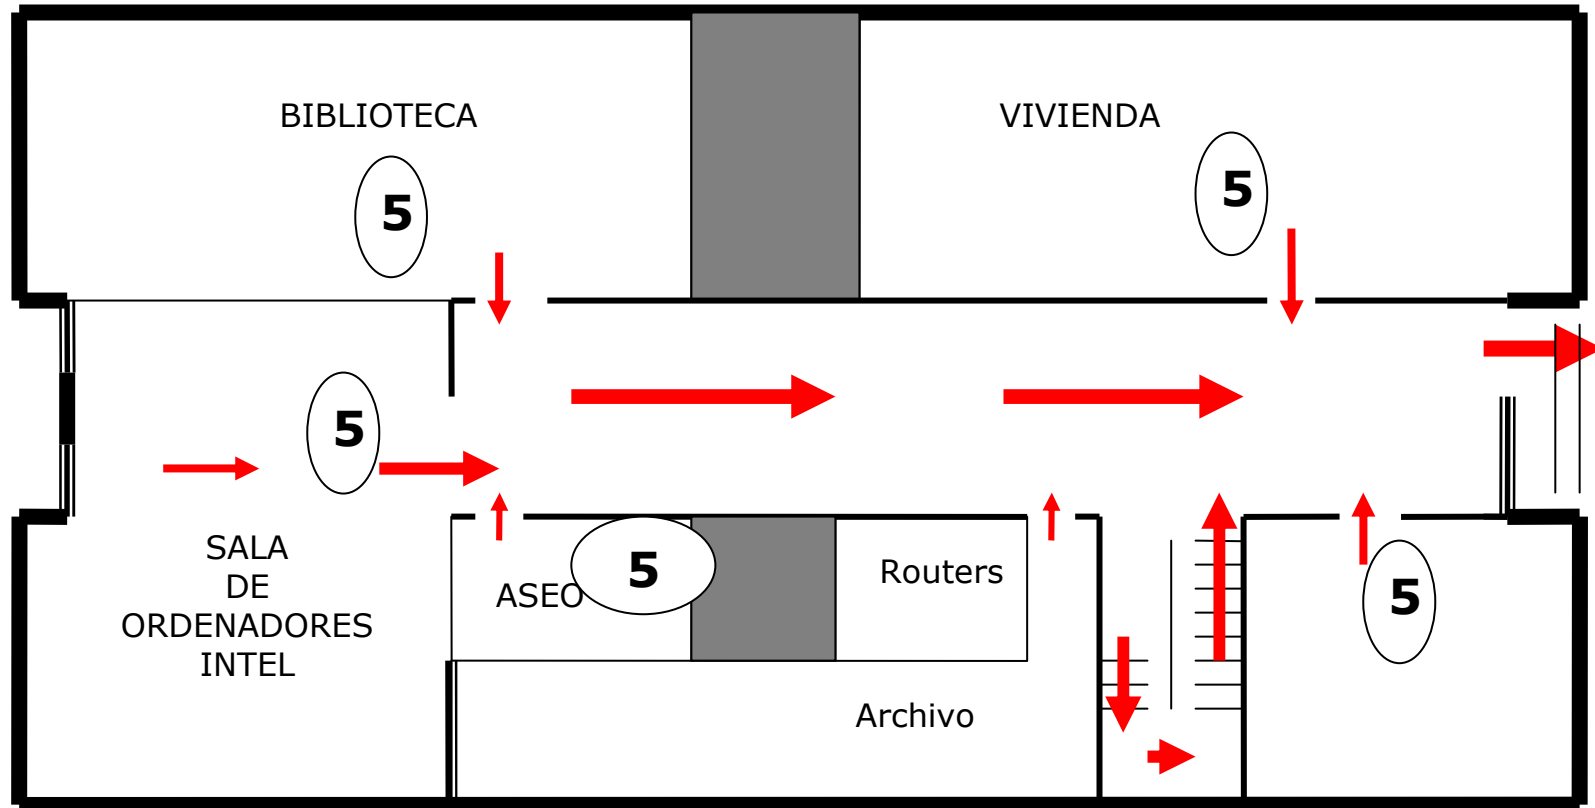 BIBLIOTECA
VIVIENDA
5
5
5
SALA
DE
ORDENADORES
INTEL
ASEO
5
Routers
5
Archivo